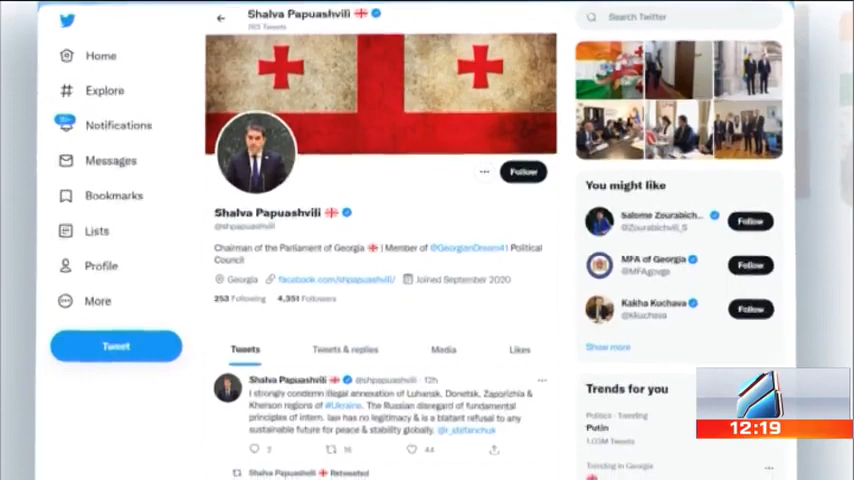 Shalva Papuashvili
763 Tweets
Search Twitter
Home
Explore
Notifications
Messages
Bookmarks
Lists
Profile
More
Tweet
Follow
Shalva Papuashvili
@shpapuashvili
Chairman of the Parliament of Georgia | Member of @GeorgianDream41 Political
Council
Georgia facebook.com/shpapuashvili/ Joined September 2020
253 Following 4,351 Followers
Tweets Tweets & replies Media Likes
Shalva Papuashvili @shpapuashvili · 12h
I strongly condemn illegal annexation of Luhansk, Donetsk, Zaporizhia &
Kherson regions of #Ukraine. The Russian disregard of fundamental
principles of intern. law has no legitimacy & is a blatant refusal to any
sustainable future for peace & stability globally. @r_stefanchuk
2 16 44
Shalva Papuashvili Retweeted
You might like
Salome Zourabich...
@Zourabichvili_S
Follow
MFA of Georgia
@MFAgovge
Follow
Kakha Kuchava
@kkuchava
Follow
Show more
Trends for you
Politics · Trending
Putin
1.03M Tweets
Trending in Georgia
12:19